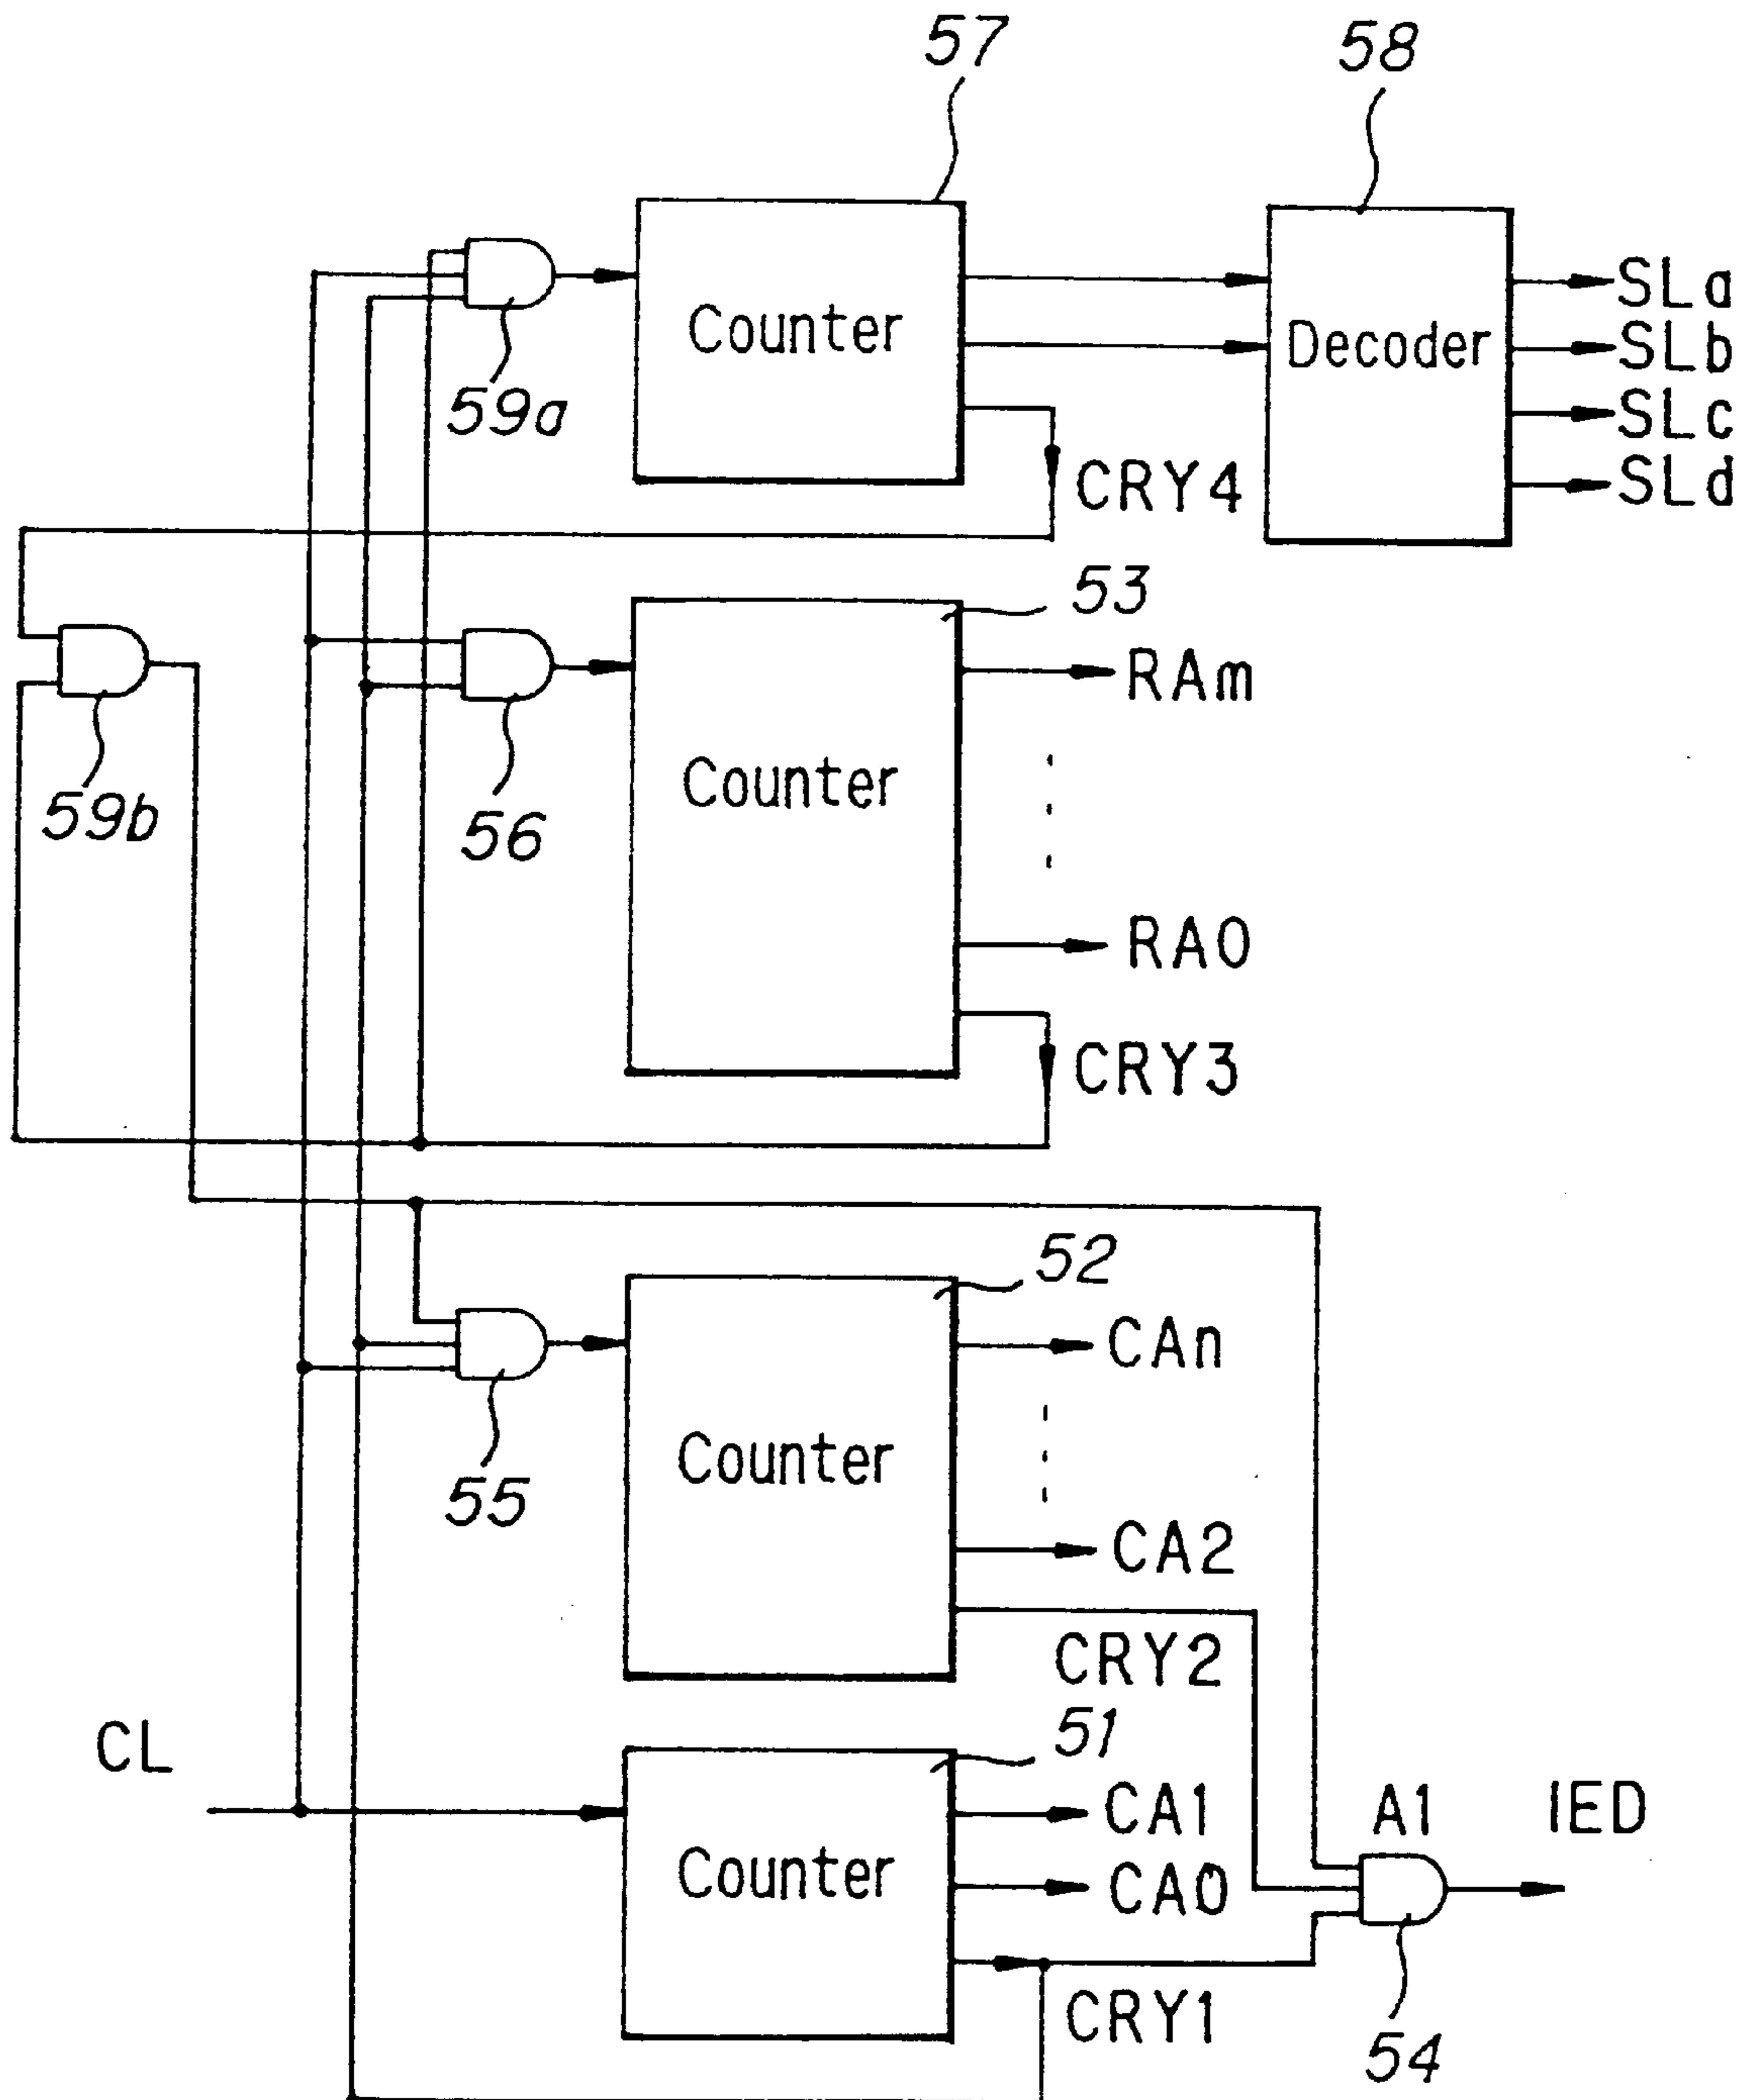 57
58
Counter
Decoder
SLa
SLb
SLc
SLd
59a
CRY4
53
RAm
Counter
59b
56
RA0
CRY3
52
CAn
Counter
55
CA2
CRY2
51
CL
CA1
A1
IED
Counter
CA0
CRY1
54